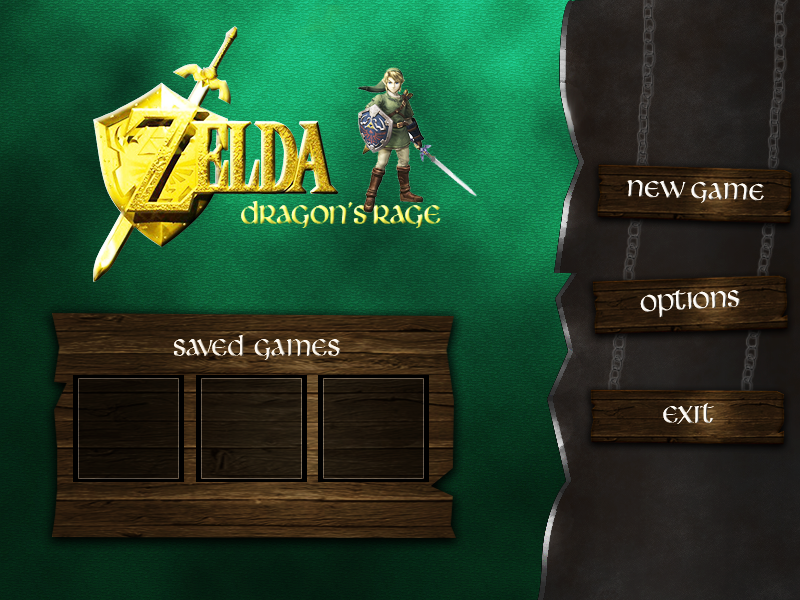 ZELDA
DRAGON'S RAGE
NEW GAME
OPTIONS
EXIT
SAVED GAMES